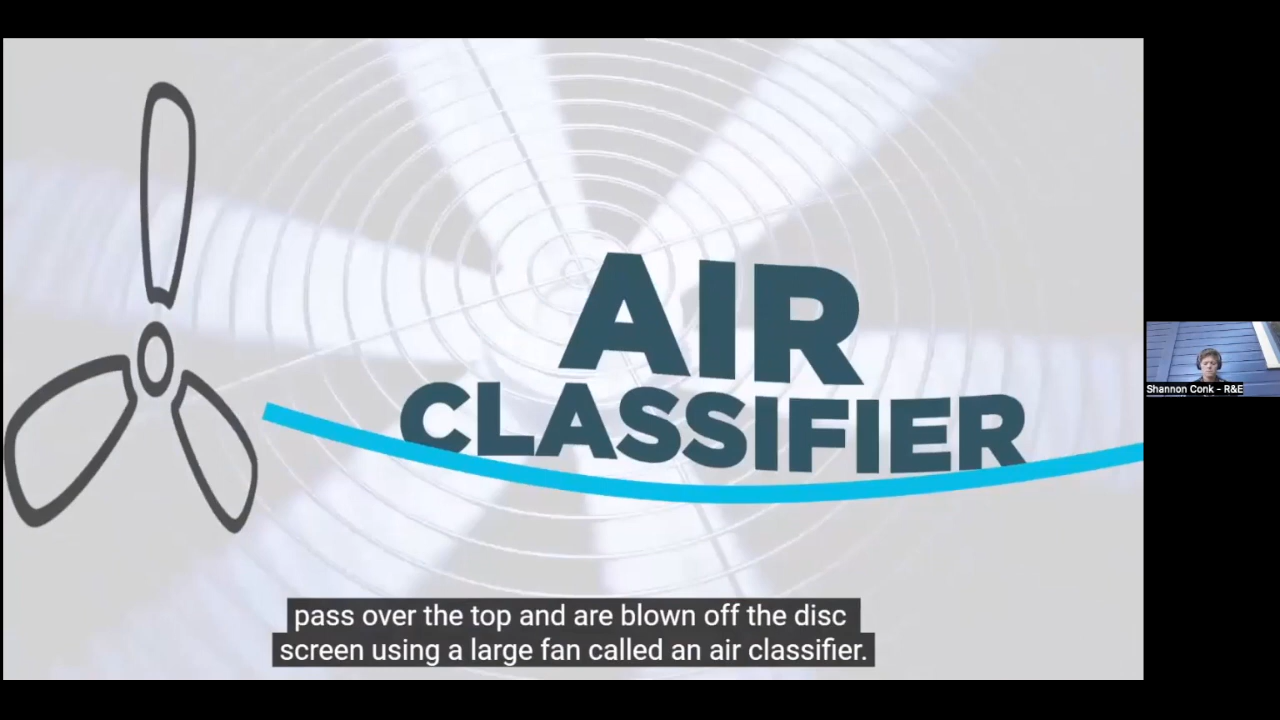 AIR
CLASSIFIER
Shannon Conk - R&E
pass over the top and are blown off the disc
screen using a large fan called an air classifier.